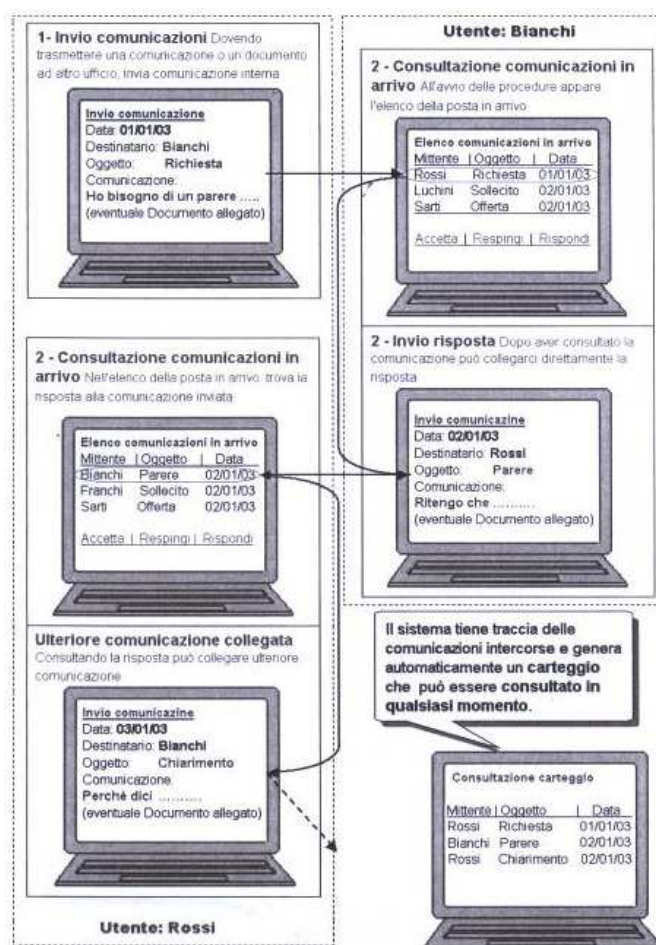 1- Invio comunicazioni Dovendo
trasmettere una comunicazione o un documento
ad altro ufficio, invia comunicazione interna
Invio comunicazione
Data: 01/01/03
Destinatario: Bianchi
Oggetto: Richiesta
Comunicazione:
Ho bisogno di un parere .....
(eventuale Documento allegato)
Utente: Bianchi
2 - Consultazione comunicazioni in
arrivo All'avvio delle procedure appare
l'elenco della posta in arrivo
Elenco comunicazioni in arrivo
Mittente | Oggetto | Data
Rossi Richiesta 01/01/03
Luchini Sollecito 02/01/03
Sarti Offerta 02/01/03
Accetta | Respingi | Rispondi
2 - Invio risposta Dopo aver consultato la
comunicazione può collegarci direttamente la
risposta
Invio comunicazine
Data: 02/01/03
Destinatario: Rossi
Oggetto: Parere
Comunicazione:
Ritengo che ..........
(eventuale Documento allegato)
2 - Consultazione comunicazioni in
arrivo Nell'elenco della posta in arrivo trova la
risposta alla comunicazione inviata
Elenco comunicazioni in arrivo
Mittente | Oggetto | Data
Bianchi Parere 02/01/03
Franchi Sollecito 02/01/03
Sarti Offerta 02/01/03
Accetta | Respingi | Rispondi
Ulteriore comunicazione collegata
Consultando la risposta può collegare ulteriore
comunicazione
Invio comunicazine
Data: 03/01/03
Destinatario: Bianchi
Oggetto: Chiarimento
Comunicazione:
Perché dici ..........
(eventuale Documento allegato)
Utente: Rossi
Il sistema tiene traccia delle
comunicazioni intercorse e genera
automaticamente un carteggio
che può essere consultato in
qualsiasi momento.
Consultazione carteggio
Mittente | Oggetto | Data
Rossi Richiesta 01/01/03
Bianchi Parere 02/01/03
Rossi Chiarimento 02/01/03